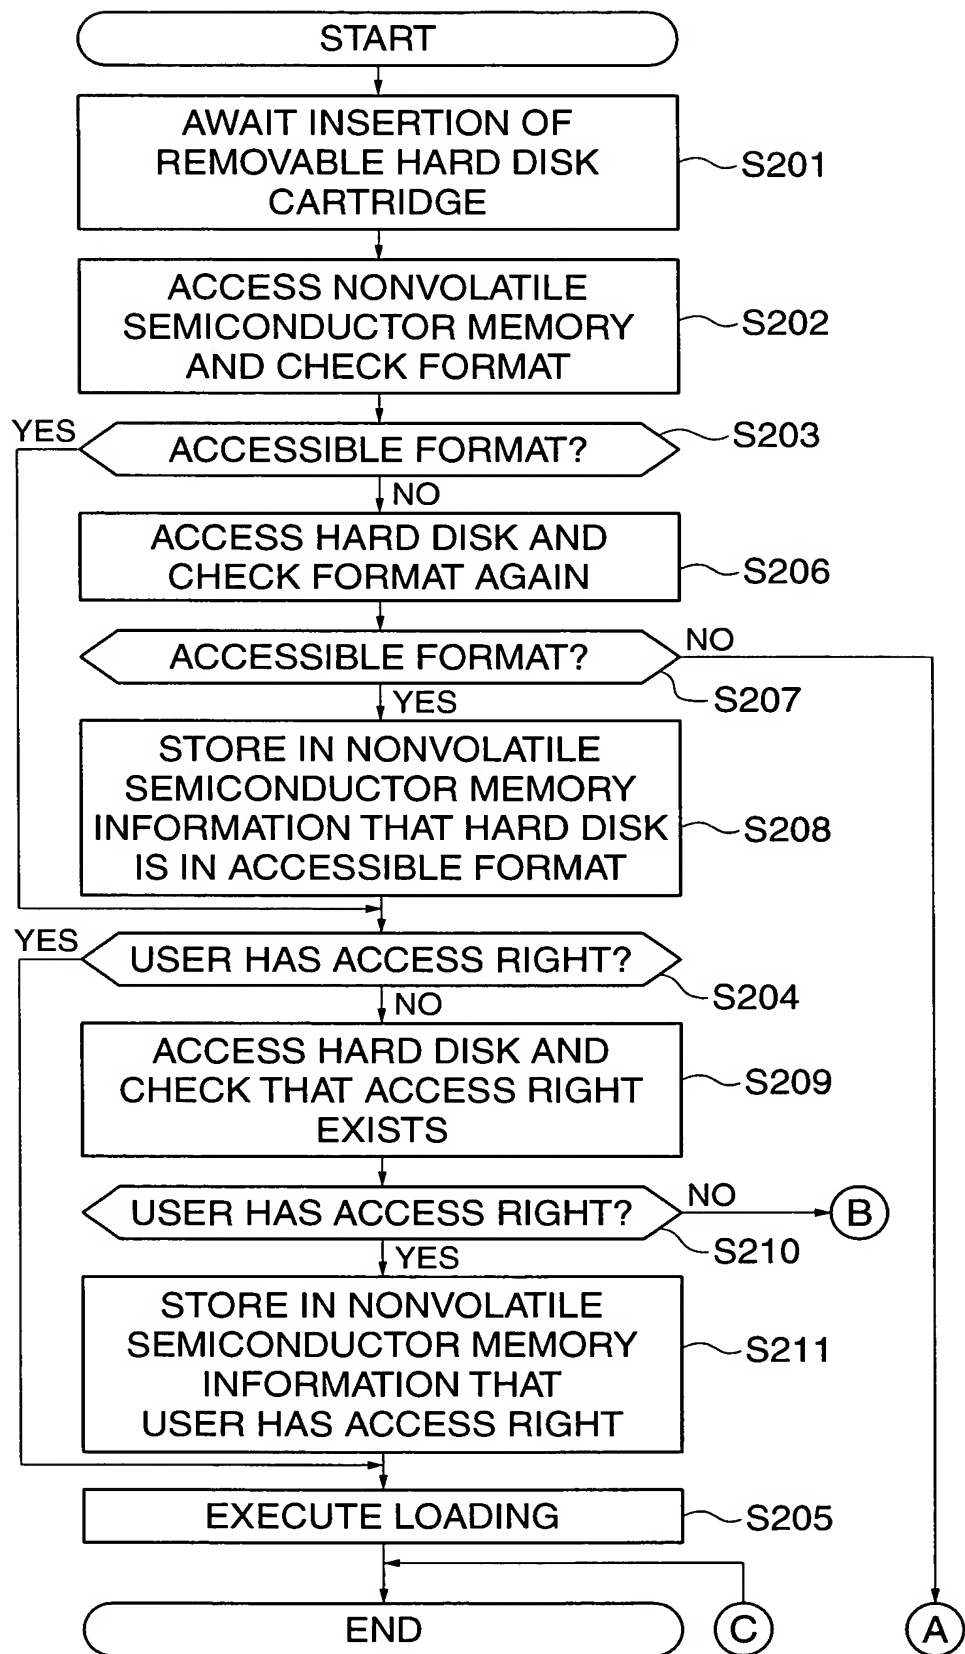 START
AWAIT INSERTION OF
REMOVABLE HARD DISK
CARTRIDGE
S201
ACCESS NONVOLATILE
SEMICONDUCTOR MEMORY
AND CHECK FORMAT
S202
YES
ACCESSIBLE FORMAT?
S203
NO
ACCESS HARD DISK AND
CHECK FORMAT AGAIN
S206
ACCESSIBLE FORMAT?
NO
S207
YES
STORE IN NONVOLATILE
SEMICONDUCTOR MEMORY
INFORMATION THAT HARD DISK
IS IN ACCESSIBLE FORMAT
S208
YES
USER HAS ACCESS RIGHT?
S204
NO
ACCESS HARD DISK AND
CHECK THAT ACCESS RIGHT
EXISTS
S209
USER HAS ACCESS RIGHT?
NO
B
S210
YES
STORE IN NONVOLATILE
SEMICONDUCTOR MEMORY
INFORMATION THAT
USER HAS ACCESS RIGHT
S211
EXECUTE LOADING
S205
END
C
A